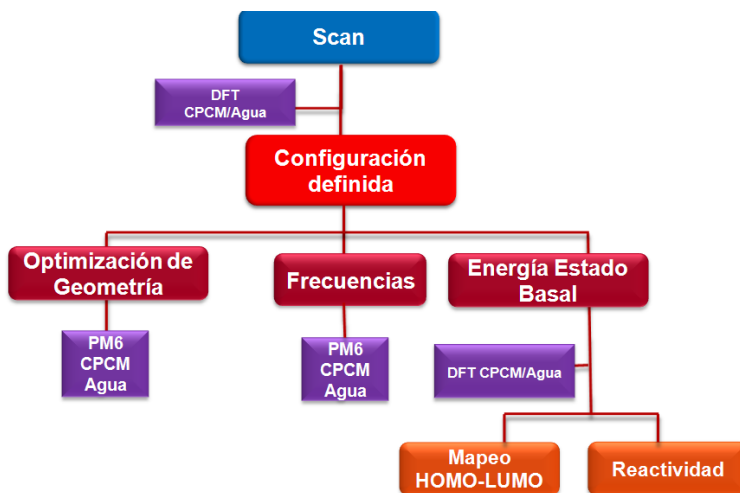 Scan
DFT
CPCM/Agua
Configuración
definida
Optimización de
Geometría
Frecuencias
Energía Estado
Basal
PM6
CPCM
Agua
PM6
CPCM
Agua
DFT CPCM/Agua
Mapeo
HOMO-LUMO
Reactividad